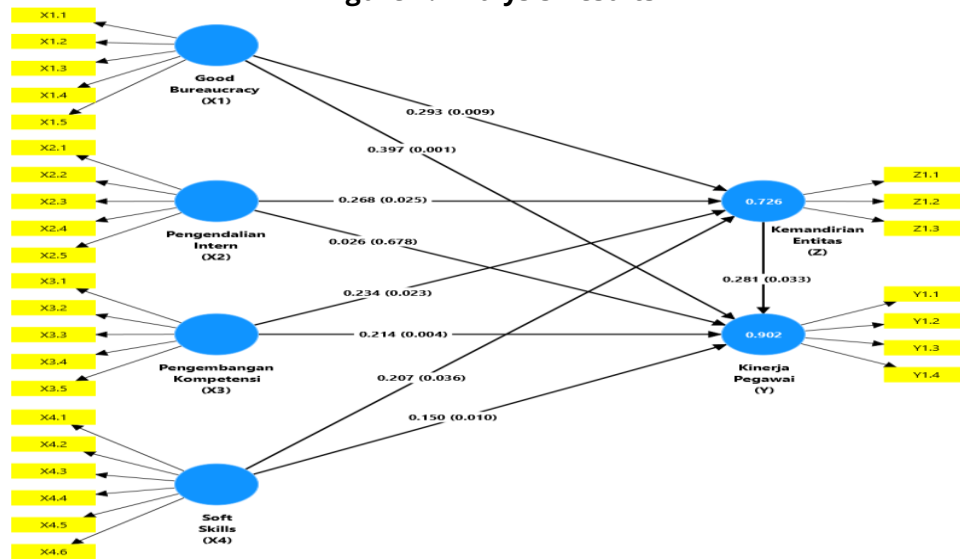 X1.1
X1.2
X1.3
X1.4
X1.5
Good
Bureaucracy
(X1)
X2.1
X2.2
X2.3
X2.4
X2.5
Pengendalian
Intern
(X2)
X3.1
X3.2
X3.3
X3.4
X3.5
Pengembangan
Kompetensi
(X3)
X4.1
X4.2
X4.3
X4.4
X4.5
X4.6
Soft
Skills
(X4)
0.293 (0.009)
0.397 (0.001)
0.268 (0.025)
0.026 (0.678)
0.234 (0.023)
0.214 (0.004)
0.207 (0.036)
0.150 (0.010)
0.726
Kemandirian
Entitas
(Z)
0.281 (0.033)
0.902
Kinerja
Pegawai
(Y)
Z1.1
Z1.2
Z1.3
Y1.1
Y1.2
Y1.3
Y1.4